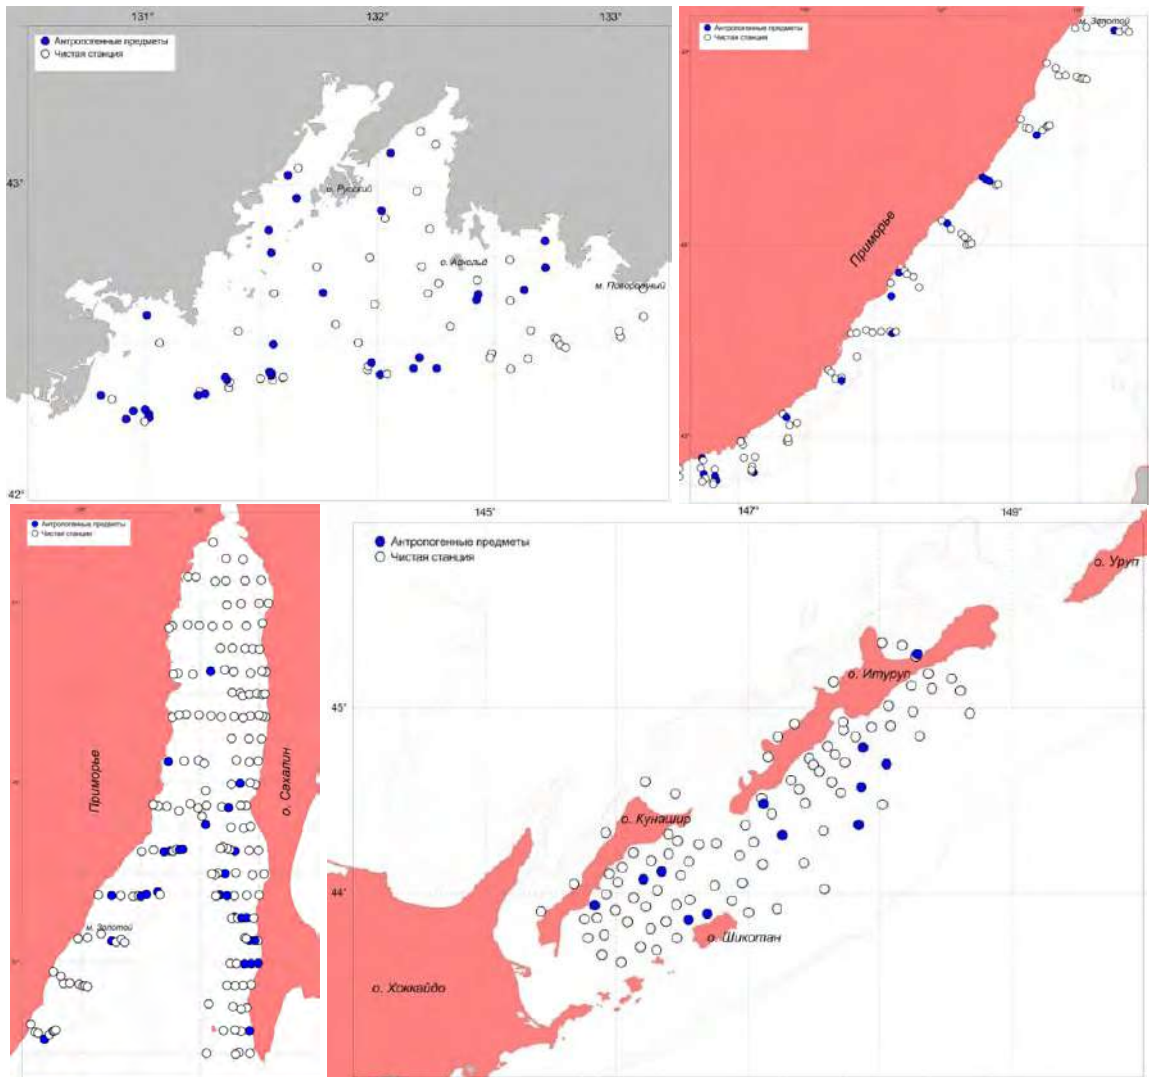 131° 132° 133°
Антропогенные предметы
Чистая станция
43°
о. Русский
о. Аскольд
м. Поворотный
42°
Антропогенные предметы
Чистая станция
м. Золотой
Приморье
Антропогенные предметы
Чистая станция
Приморье
о. Сахалин
м. Золотой
145° 147° 149°
Антропогенные предметы
Чистая станция
о. Уруп
о. Итуруп
45°
о. Кунашир
44°
о. Шикотан
о. Хоккайдо